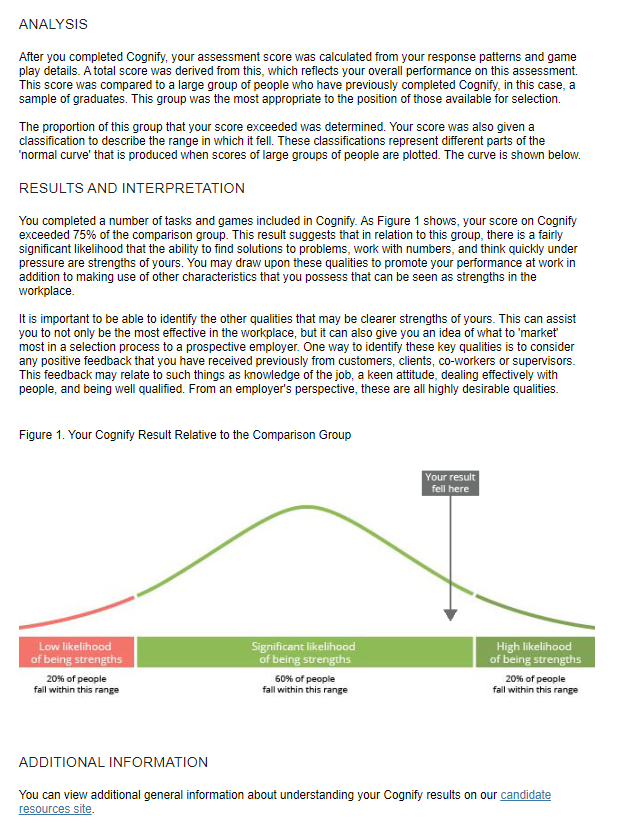 ANALYSIS
After you completed Cognify, your assessment score was calculated from your response patterns and game
play details. A total score was derived from this, which reflects your overall performance on this assessment.
This score was compared to a large group of people who have previously completed Cognify, in this case, a
sample of graduates. This group was the most appropriate to the position of those available for selection.
The proportion of this group that your score exceeded was determined. Your score was also given a
classification to describe the range in which it fell. These classifications represent different parts of the
'normal curve' that is produced when scores of large groups of people are plotted. The curve is shown below.
RESULTS AND INTERPRETATION
You completed a number of tasks and games included in Cognify. As Figure 1 shows, your score on Cognify
exceeded 75% of the comparison group. This result suggests that in relation to this group, there is a fairly
significant likelihood that the ability to find solutions to problems, work with numbers, and think quickly under
pressure are strengths of yours. You may draw upon these qualities to promote your performance at work in
addition to making use of other characteristics that you possess that can be seen as strengths in the
workplace.
It is important to be able to identify the other qualities that may be clearer strengths of yours. This can assist
you to not only be the most effective in the workplace, but it can also give you an idea of what to 'market'
most in a selection process to a prospective employer. One way to identify these key qualities is to consider
any positive feedback that you have received previously from customers, clients, co-workers or supervisors.
This feedback may relate to such things as knowledge of the job, a keen attitude, dealing effectively with
people, and being well qualified. From an employer's perspective, these are all highly desirable qualities.
Figure 1. Your Cognify Result Relative to the Comparison Group
Your result
fell here
Low likelihood
of being strengths
Significant likelihood
of being strengths
High likelihood
of being strengths
20% of people
fall within this range
60% of people
fall within this range
20% of people
fall within this range
ADDITIONAL INFORMATION
You can view additional general information about understanding your Cognify results on our candidate
resources site.